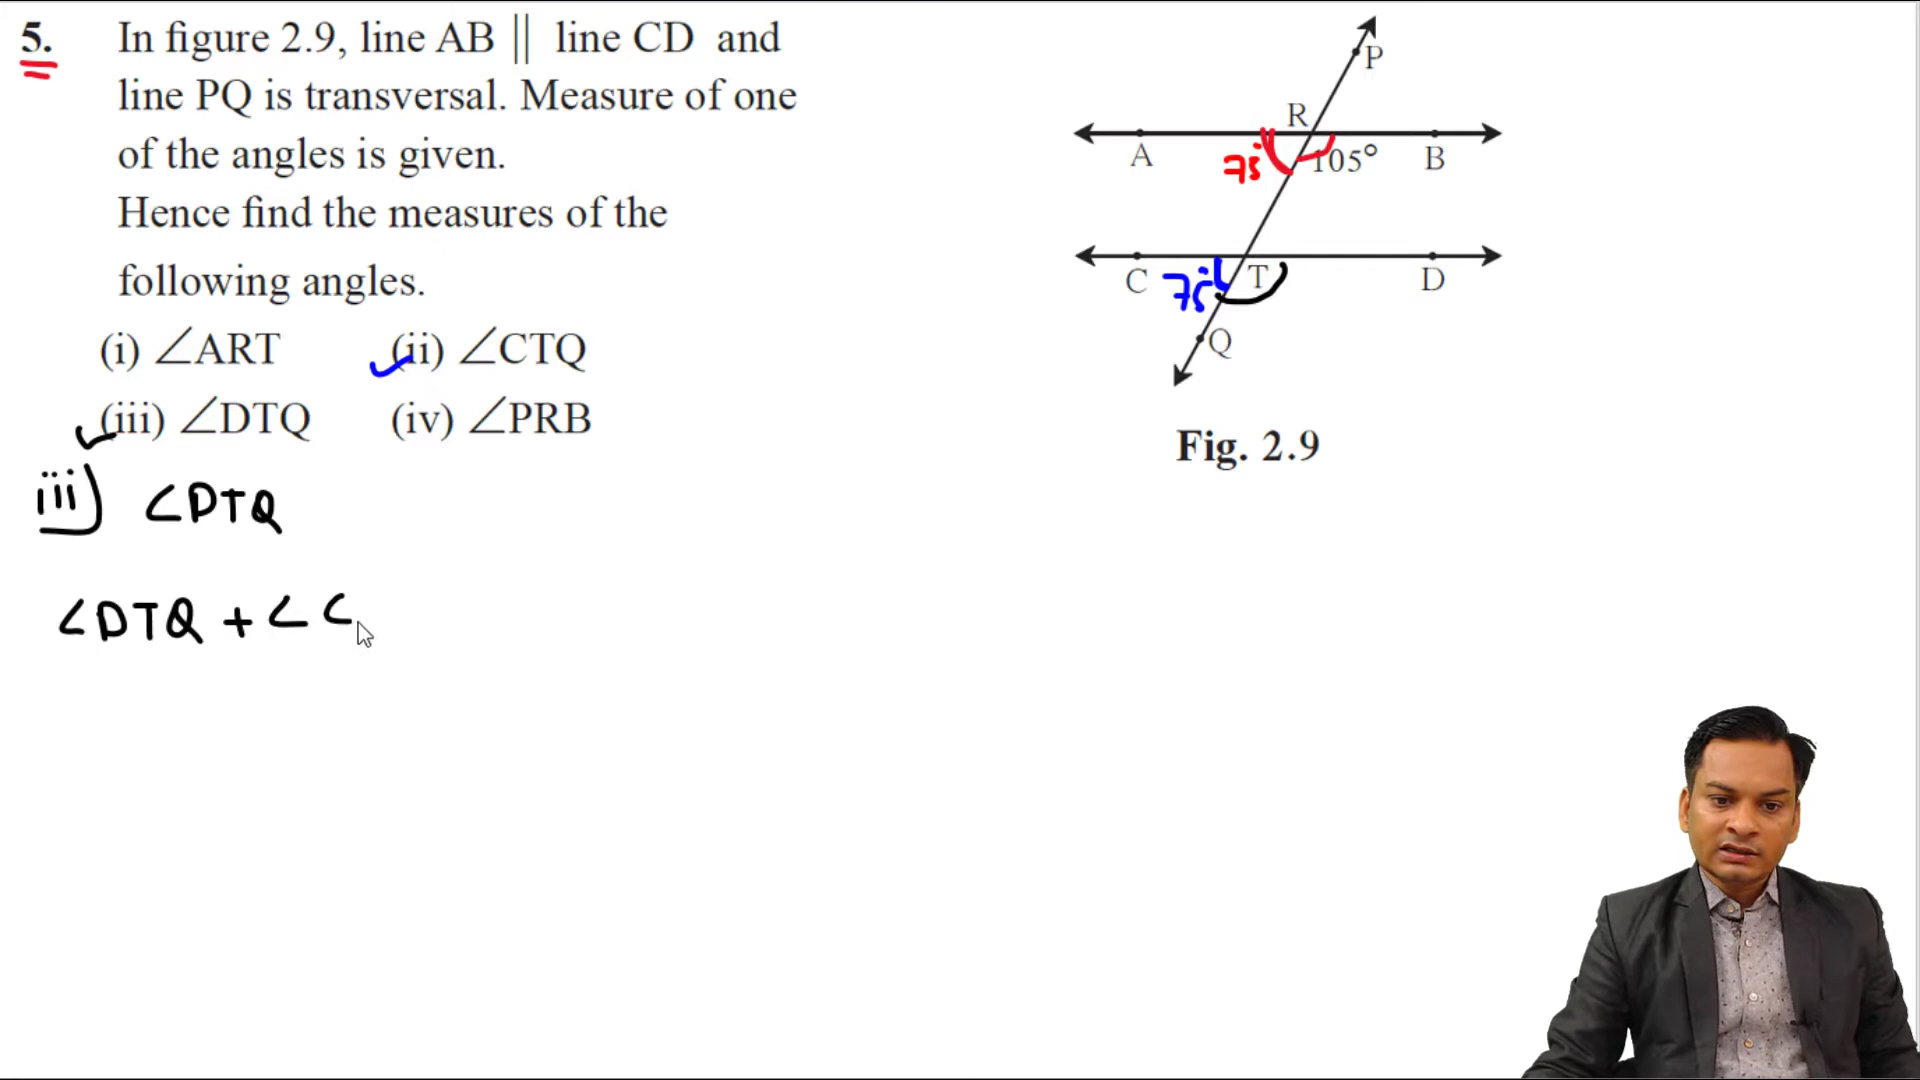 5. In figure 2.9, line AB || line CD and
line PQ is transversal. Measure of one
of the angles is given.
Hence find the measures of the
following angles.
(i) ∠ART (ii) ∠CTQ
(iii) ∠DTQ (iv) ∠PRB
iii) ∠DTQ
∠DTQ + ∠C
P
R
A 75° 105° B
C 75° T D
Q
Fig. 2.9